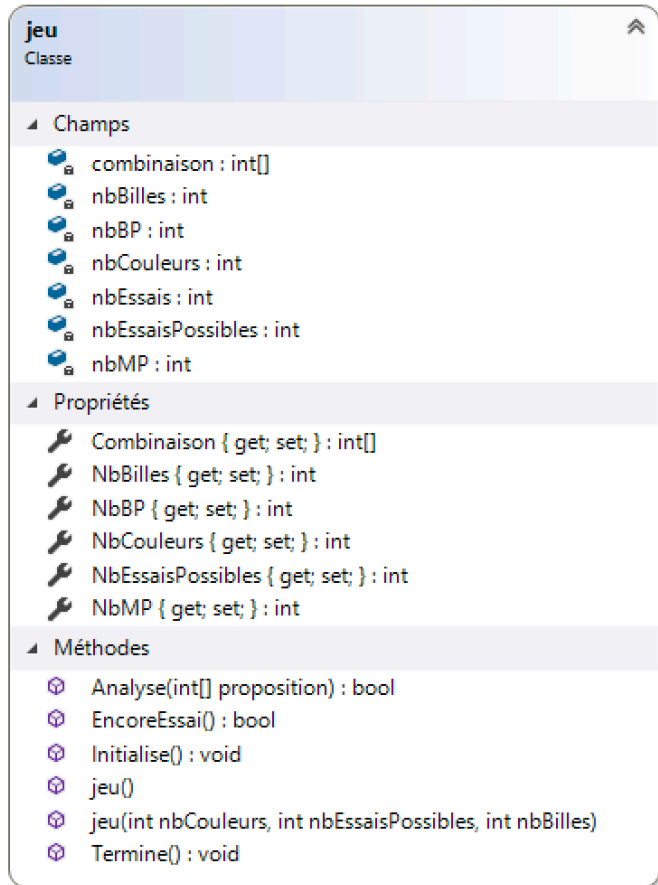 jeu
Classe
Champs
combinaison : int[]
nbBilles : int
nbBP : int
nbCouleurs : int
nbEssais : int
nbEssaisPossibles : int
nbMP : int
Propriétés
Combinaison { get; set; } : int[]
NbBilles { get; set; } : int
NbBP { get; set; } : int
NbCouleurs { get; set; } : int
NbEssaisPossibles { get; set; } : int
NbMP { get; set; } : int
Méthodes
Analyse(int[] proposition) : bool
EncoreEssai() : bool
Initialise() : void
jeu()
jeu(int nbCouleurs, int nbEssaisPossibles, int nbBilles)
Termine() : void